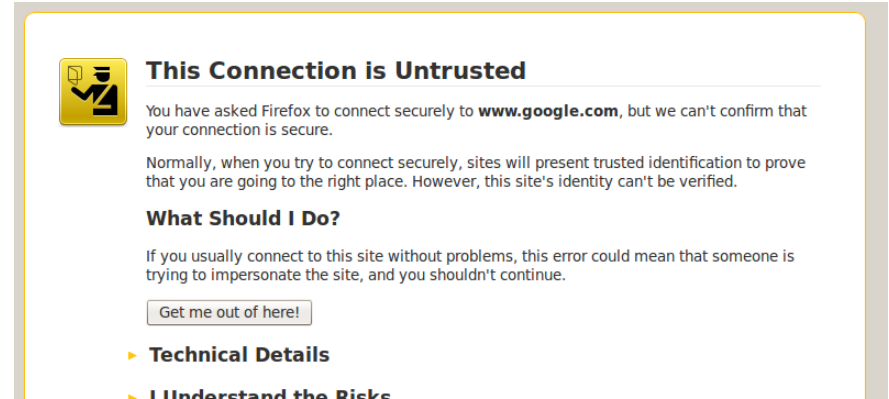 This Connection is Untrusted
You have asked Firefox to connect securely to www.google.com, but we can't confirm that
your connection is secure.
Normally, when you try to connect securely, sites will present trusted identification to prove
that you are going to the right place. However, this site's identity can't be verified.
What Should I Do?
If you usually connect to this site without problems, this error could mean that someone is
trying to impersonate the site, and you shouldn't continue.
Get me out of here!
Technical Details
I Understand the Risks